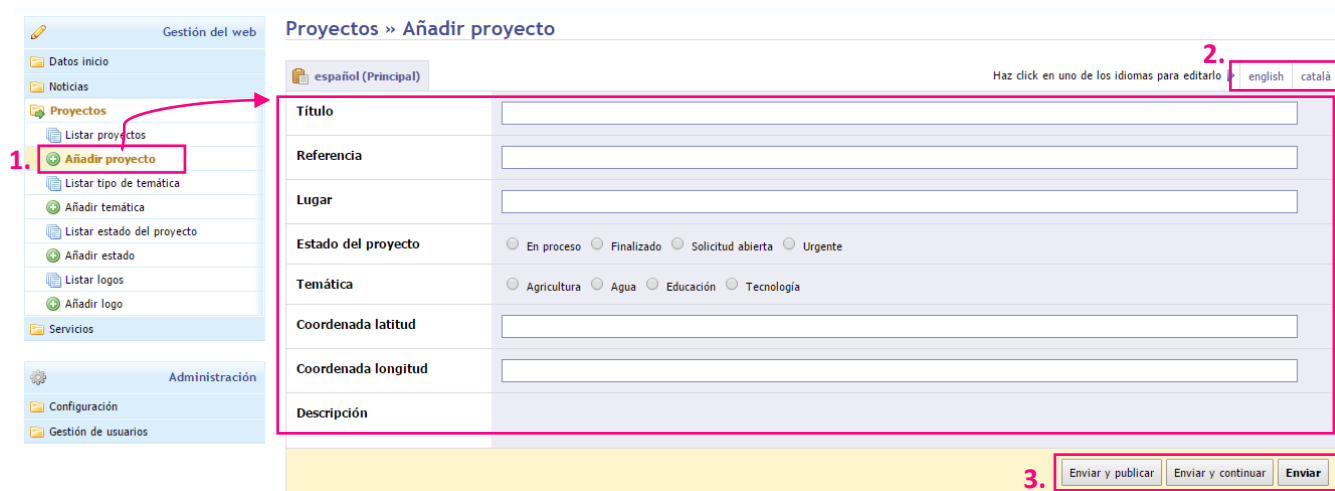 Gestión del web
Datos inicio
Noticias
Proyectos
Listar proyectos
1. Añadir proyecto
Listar tipo de temática
Añadir temática
Listar estado del proyecto
Añadir estado
Listar logos
Añadir logo
Servicios
Administración
Configuración
Gestión de usuarios
Proyectos » Añadir proyecto
2.
español (Principal) Haz click en uno de los idiomas para editarlo english català
Título
Referencia
Lugar
Estado del proyecto En proceso Finalizado Solicitud abierta Urgente
Temática Agricultura Agua Educación Tecnología
Coordenada latitud
Coordenada longitud
Descripción
3. Enviar y publicar Enviar y continuar Enviar